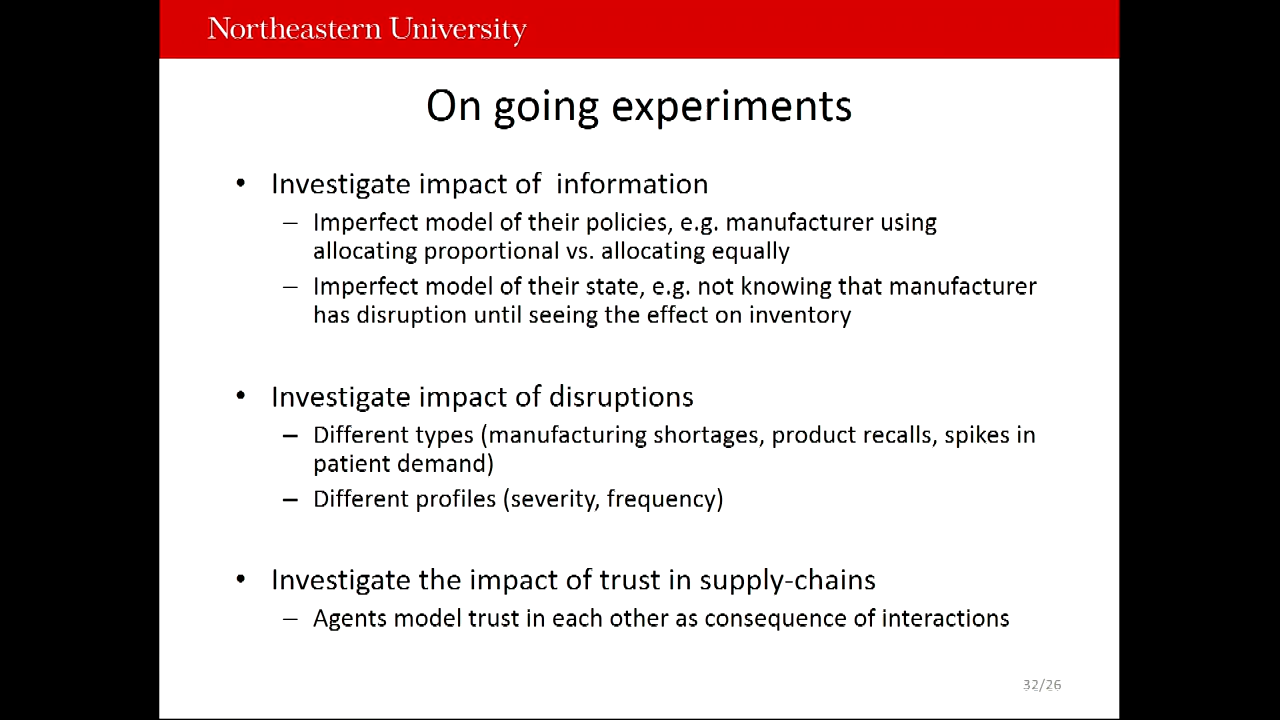 Northeastern University
On going experiments
• Investigate impact of  information
– Imperfect model of their policies, e.g. manufacturer using
allocating proportional vs. allocating equally
– Imperfect model of their state, e.g. not knowing that manufacturer
has disruption until seeing the effect on inventory
• Investigate impact of disruptions
– Different types (manufacturing shortages, product recalls, spikes in
patient demand)
– Different profiles (severity, frequency)
• Investigate the impact of trust in supply-chains
– Agents model trust in each other as consequence of interactions
32/26